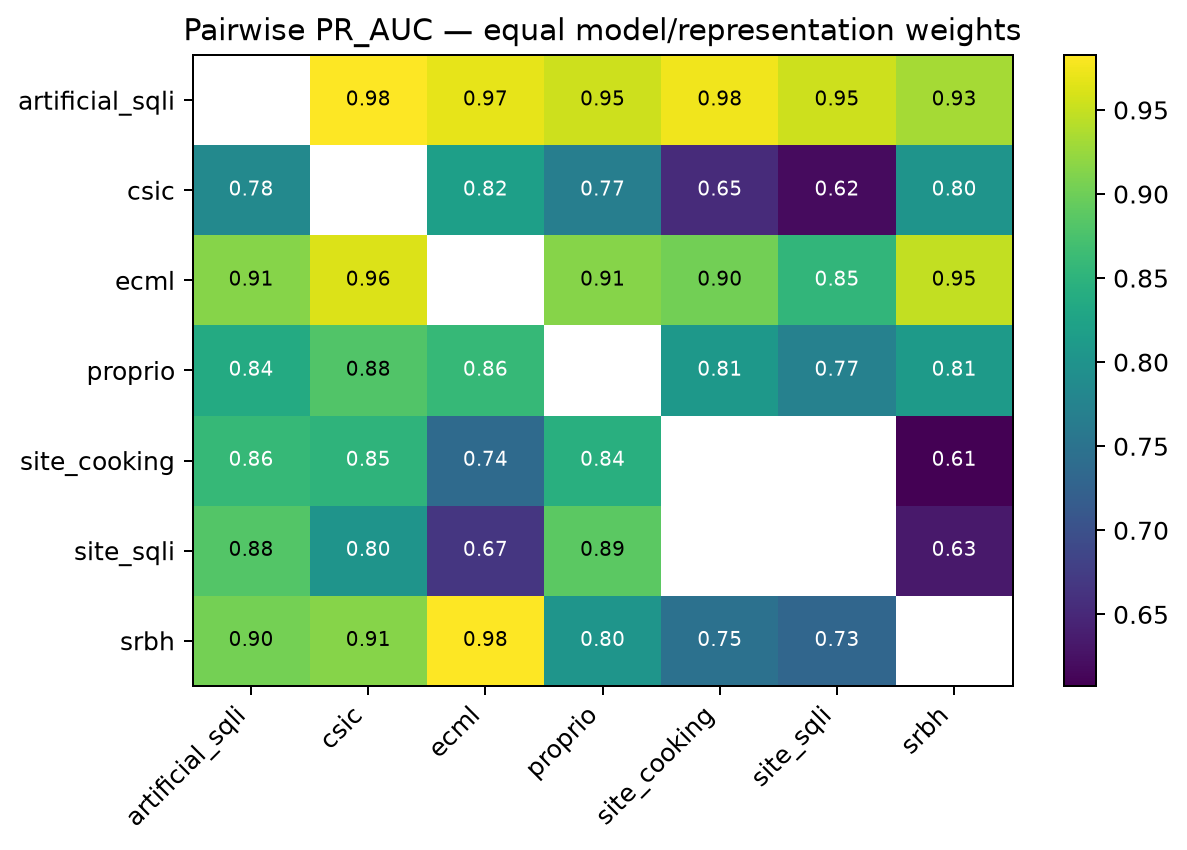 Pairwise PR_AUC — equal model/representation weights
artificial_sqli 0.98 0.97 0.95 0.98 0.95 0.93
csic 0.78 0.82 0.77 0.65 0.62 0.80
ecml 0.91 0.96 0.91 0.90 0.85 0.95
proprio 0.84 0.88 0.86 0.81 0.77 0.81
site_cooking 0.86 0.85 0.74 0.84 0.61
site_sqli 0.88 0.80 0.67 0.89 0.63
srbh 0.90 0.91 0.98 0.80 0.75 0.73
artificial_sqli csic ecml proprio site_cooking site_sqli srbh
0.95
0.90
0.85
0.80
0.75
0.70
0.65